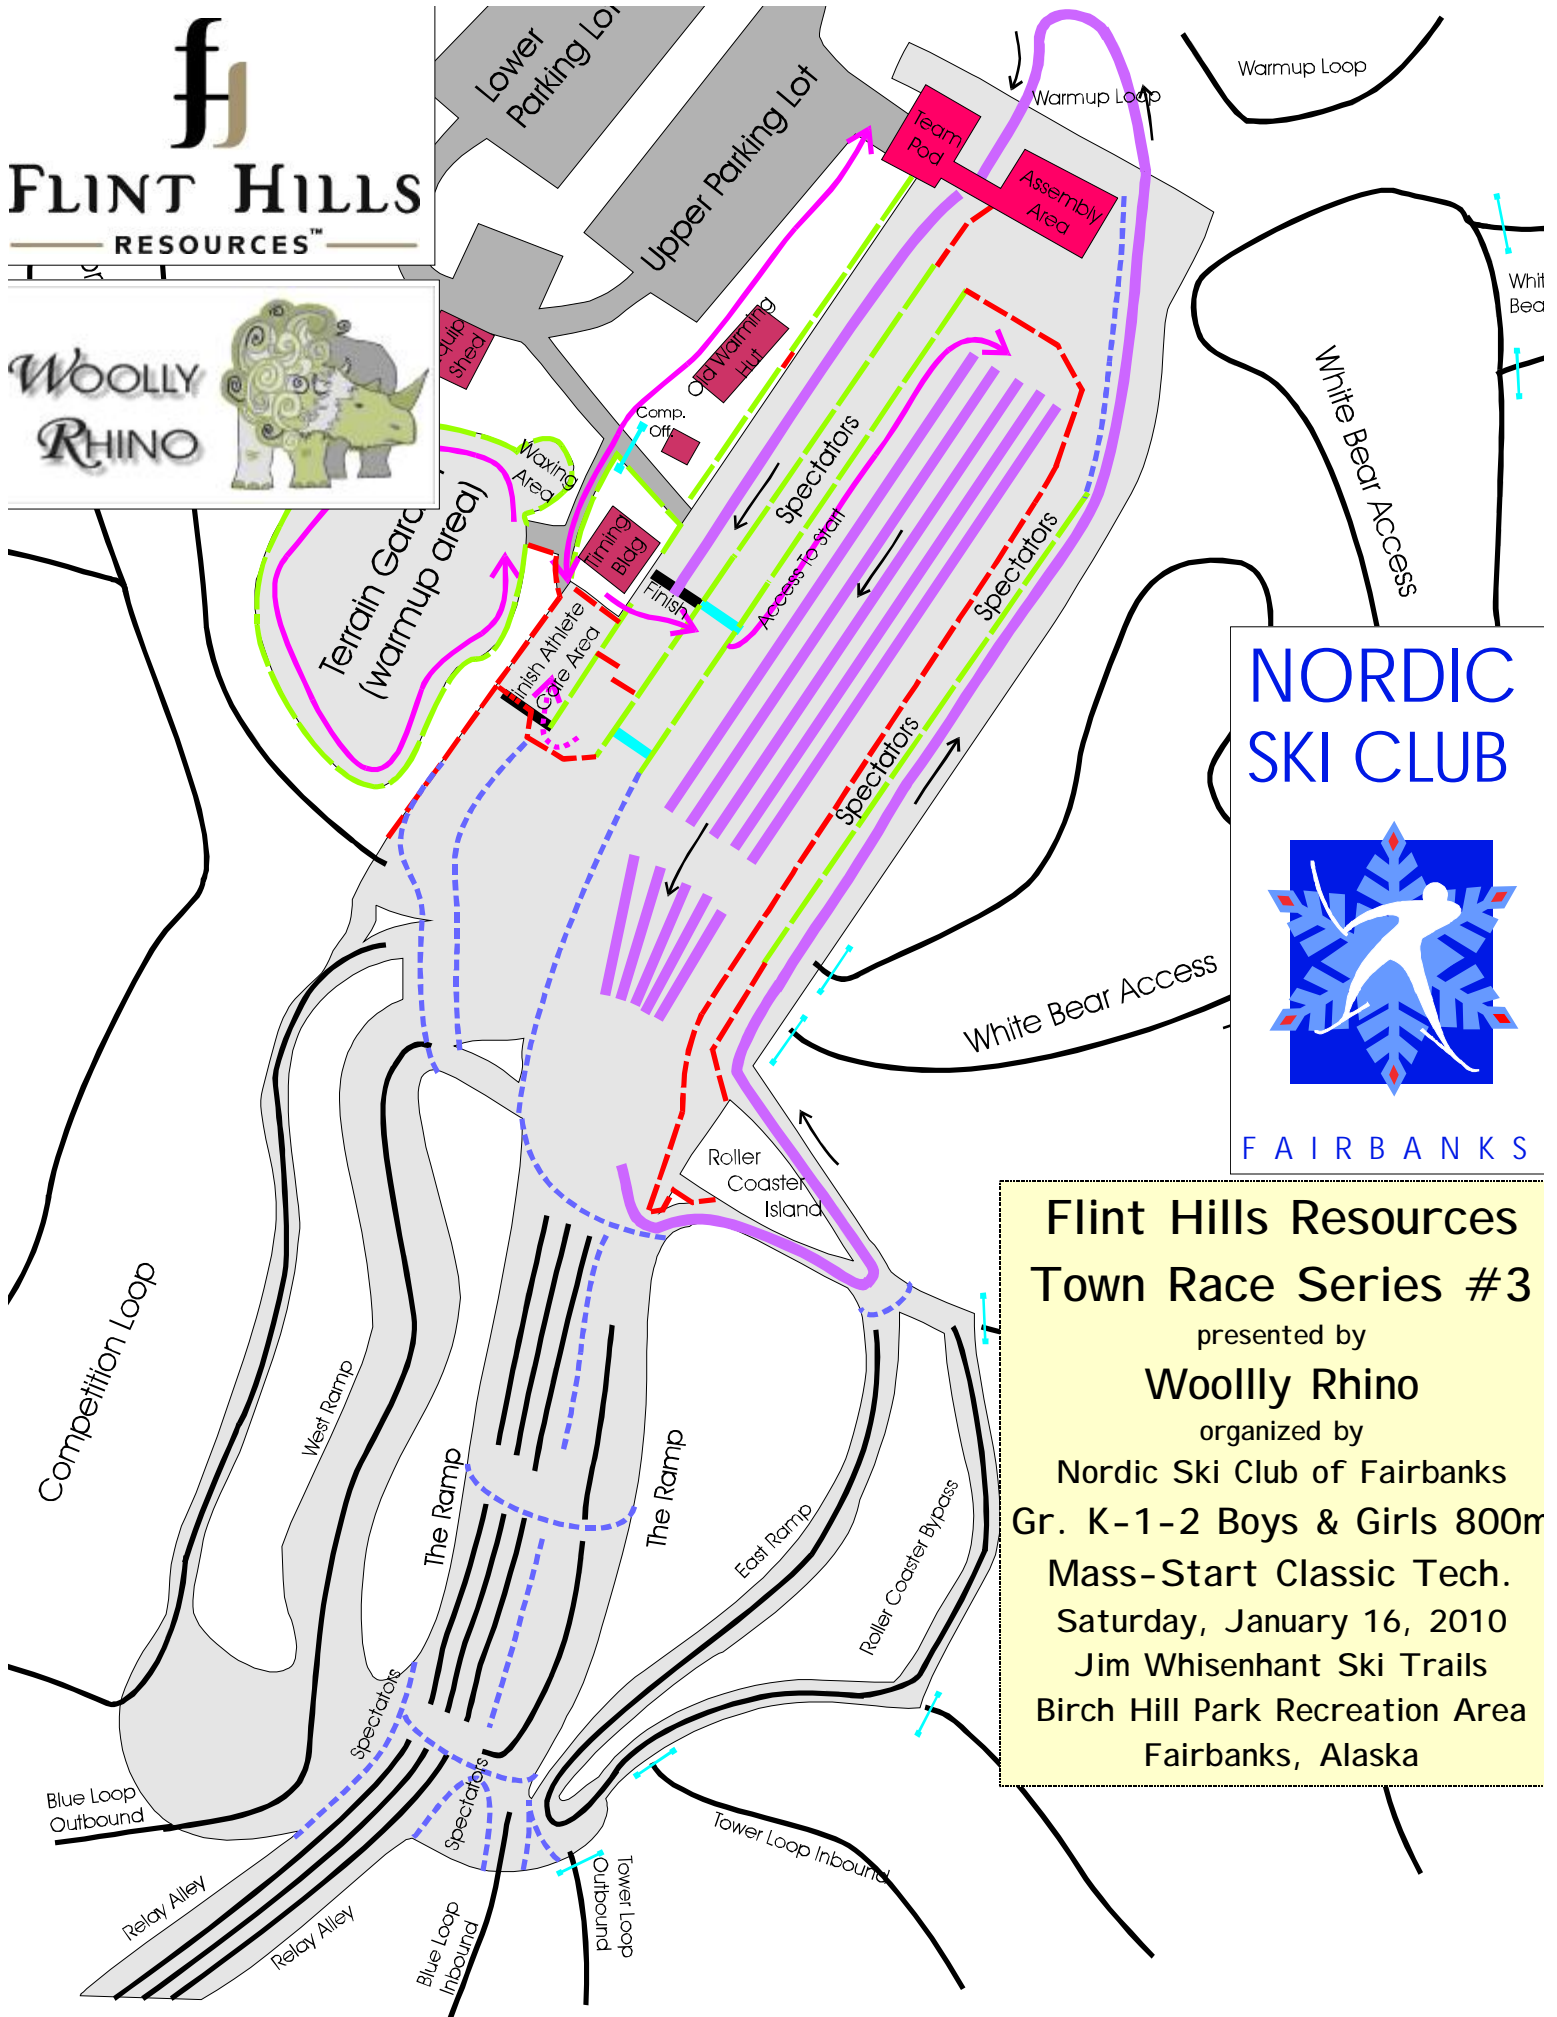 FLINT HILLS
RESOURCES™
WOOLLY
RHINO
Lower
Parking Lot
Upper Parking Lot
Team
Pod
Assembly
Area
Warmup Loop
Warmup Loop
Shed
Old Warming
Hut
Comp.
Off.
Waxing
Area
Timing
Bldg
Finish
Terrain
(warmup area)
Finish Athlete
Care Area
Access To Start
Spectators
Spectators
Spectators
White Bear Access
White Bear Access
NORDIC
SKI CLUB
FAIRBANKS
Roller
Coaster
Island
Competition Loop
West Ramp
The Ramp
The Ramp
East Ramp
Roller Coaster Bypass
Spectators
Spectators
Blue Loop
Outbound
Relay Alley
Relay Alley
Blue Loop
Inbound
Tower Loop
Outbound
Tower Loop Inbound
Flint Hills Resources
Town Race Series #3
presented by
Woollly Rhino
organized by
Nordic Ski Club of Fairbanks
Gr. K-1-2 Boys & Girls 800m
Mass-Start Classic Tech.
Saturday, January 16, 2010
Jim Whisenhant Ski Trails
Birch Hill Park Recreation Area
Fairbanks, Alaska